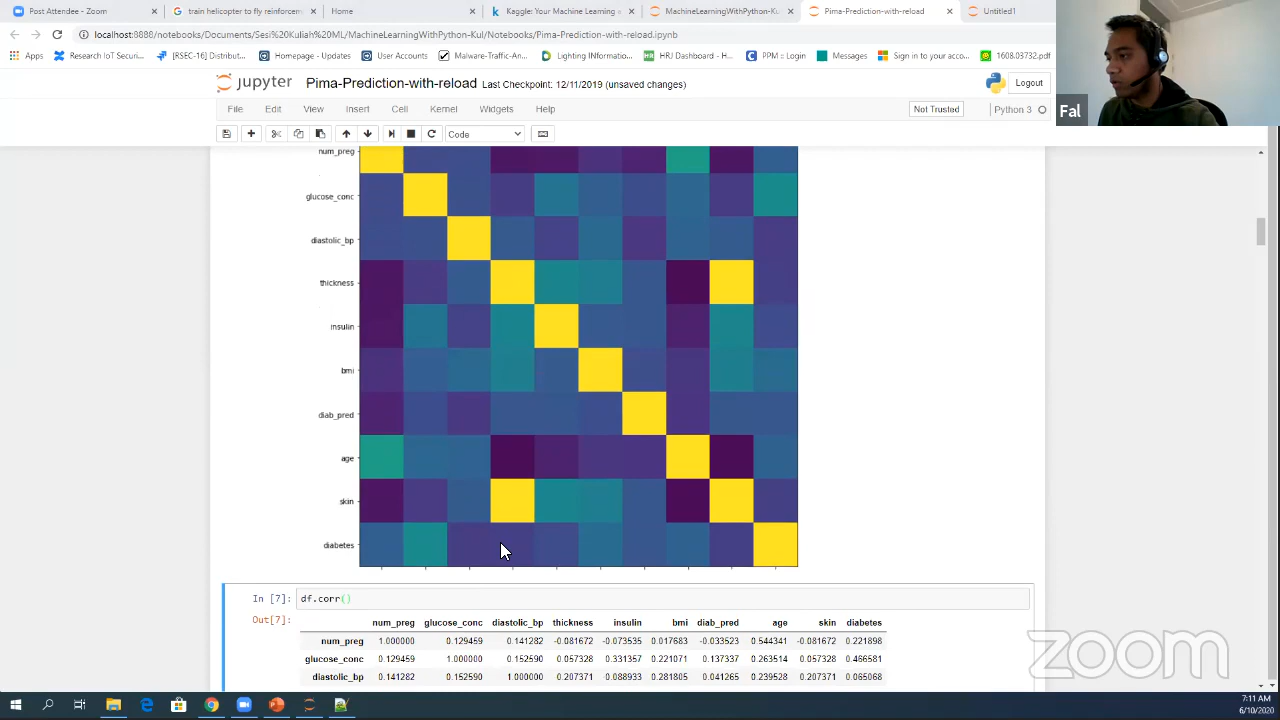 Post Attendee - Zoom
train helicopter to fly reinforcem
Home
Kaggle: Your Machine Learning
MachineLearningWithPython-Kul
Pima-Prediction-with-reload
Untitled1
localhost:8888/notebooks/Documents/Sesi%20Kuliah%20ML/MachineLearningWithPython-Kul/Notebooks/Pima-Prediction-with-reload.ipynb
Apps
Research IoT Securi...
[RSEC-16] Distribut...
Homepage - Updates
User Accounts
Malware-Traffic-An...
Lighting INformatio...
HRJ Dashboard - H...
CPP :: Login
Messages
Sign in to your acco...
1608.03732.pdf
jupyter Pima-Prediction-with-reload Last Checkpoint: 12/11/2019 (unsaved changes)
Logout
Fal
File Edit View Insert Cell Kernel Widgets Help
Not Trusted
Python 3
Code
num_preg
glucose_conc
diastolic_bp
thickness
insulin
bmi
diab_pred
age
skin
diabetes
In [7]: df.corr()
Out[7]:
num_preg glucose_conc diastolic_bp thickness insulin bmi diab_pred age skin diabetes
num_preg 1.000000 0.129459 0.141282 -0.081672 -0.073535 0.017683 -0.033523 0.544341 -0.081672 0.221898
glucose_conc 0.129459 1.000000 0.152590 0.057328 0.331357 0.221071 0.137337 0.263514 0.057328 0.466581
diastolic_bp 0.141282 0.152590 1.000000 0.207371 0.088933 0.281805 0.041265 0.239528 0.207371 0.065068
zoom
7:11 AM
6/10/2020